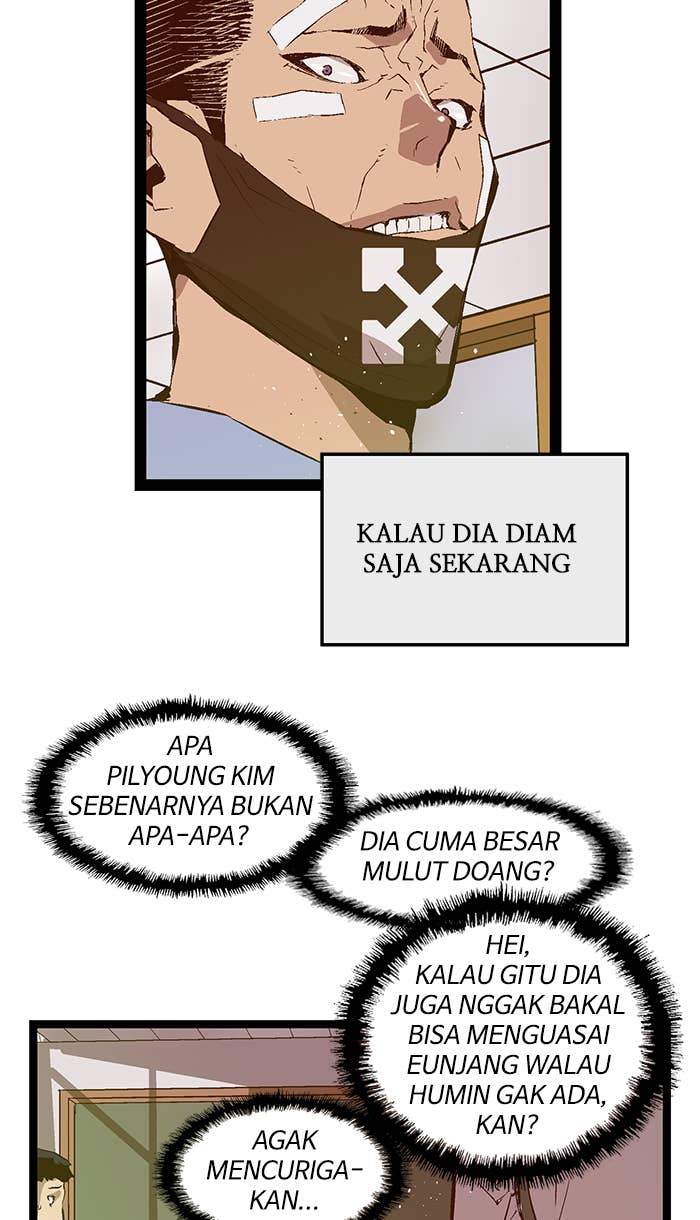 KALAU DIA DIAM
SAJA SEKARANG
APA
PILYOUNG KIM
SEBENARNYA BUKAN
APA-APA?
DIA CUMA BESAR
MULUT DOANG?
HEI,
KALAU GITU DIA
JUGA NGGAK BAKAL
BISA MENGUASAI
EUNJANG WALAU
HUMIN GAK ADA,
KAN?
AGAK
MENCURIGA-
KAN...